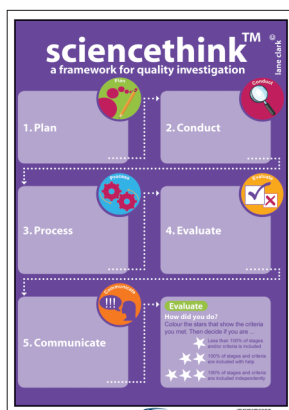 sciencethink™ ©
lane clark
a framework for quality investigation
Plan
1. Plan
Conduct
2. Conduct
Process
3. Process
Evaluate
4. Evaluate
Communicate
5. Communicate
Evaluate
How did you do?
Colour the stars that show the criteria
you met. Then decide if you are ...
Less than 100% of stages
and/or criteria is included
100% of stages and criteria
are included with help
100% of stages and criteria
are included independently